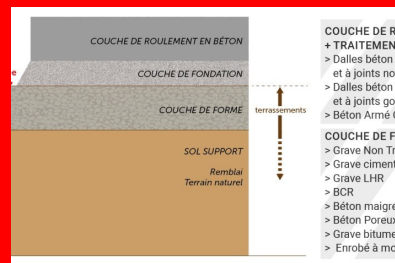 COUCHE DE ROULEMENT EN BÉTON
COUCHE DE FONDATION
COUCHE DE FORME
terrassements
SOL SUPPORT
Remblai
Terrain naturel
COUCHE DE R
+ TRAITEMEN
> Dalles béton
et à joints no
> Dalles béton
et à joints go
> Béton Armé C
COUCHE DE F
> Grave Non Tr
> Grave ciment
> Grave LHR
> BCR
> Béton maigre
> Béton Poreux
> Grave bitume
> Enrobé à mo